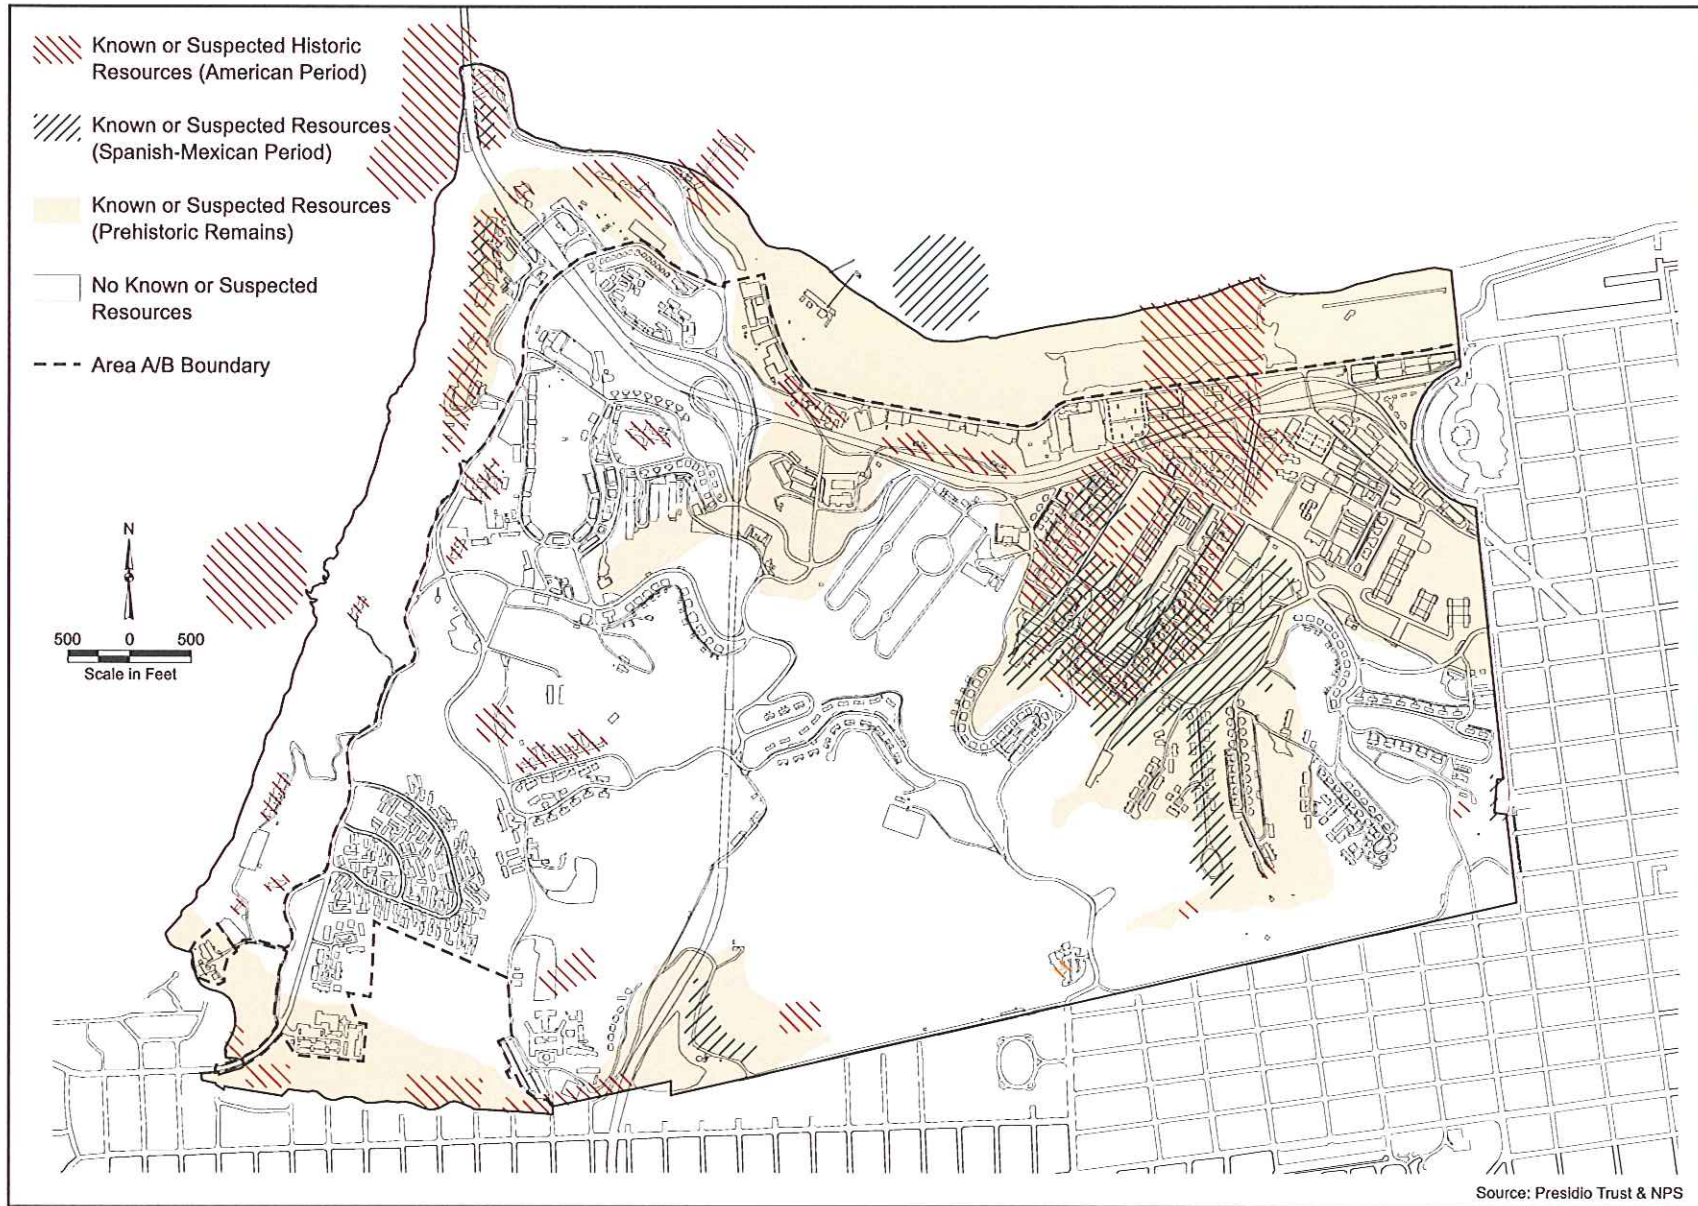 Known or Suspected Historic
Resources (American Period)
Known or Suspected Resources
(Spanish-Mexican Period)
Known or Suspected Resources
(Prehistoric Remains)
No Known or Suspected
Resources
Area A/B Boundary
N
500 0 500
Scale in Feet
Source: Presidio Trust & NPS